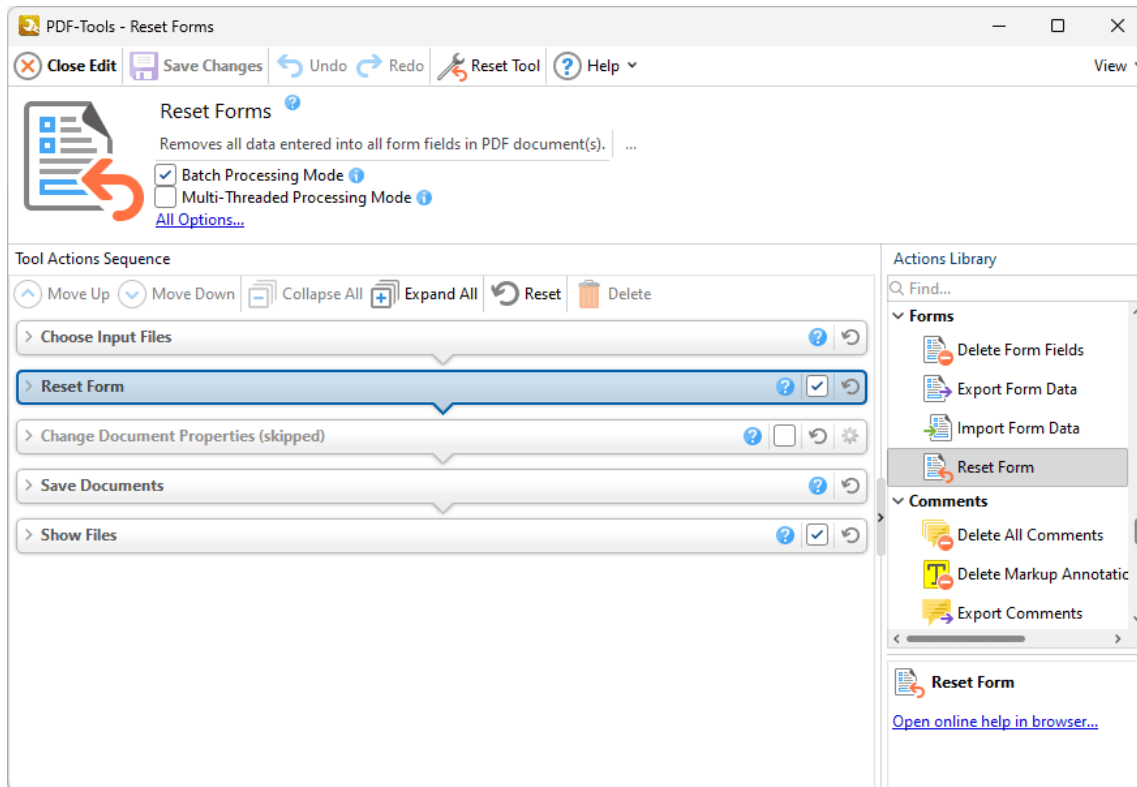 PDF-Tools - Reset Forms
Close Edit Save Changes Undo Redo Reset Tool ? Help View
Reset Forms ?
Removes all data entered into all form fields in PDF document(s). ...
Batch Processing Mode i
Multi-Threaded Processing Mode i
All Options...
Tool Actions Sequence
Move Up Move Down Collapse All Expand All Reset Delete
Choose Input Files ?
Reset Form ?
Change Document Properties (skipped) ?
Save Documents ?
Show Files ?
Actions Library
Find...
Forms
Delete Form Fields
Export Form Data
Import Form Data
Reset Form
Comments
Delete All Comments
T Delete Markup Annotatic
Export Comments
Reset Form
Open online help in browser...